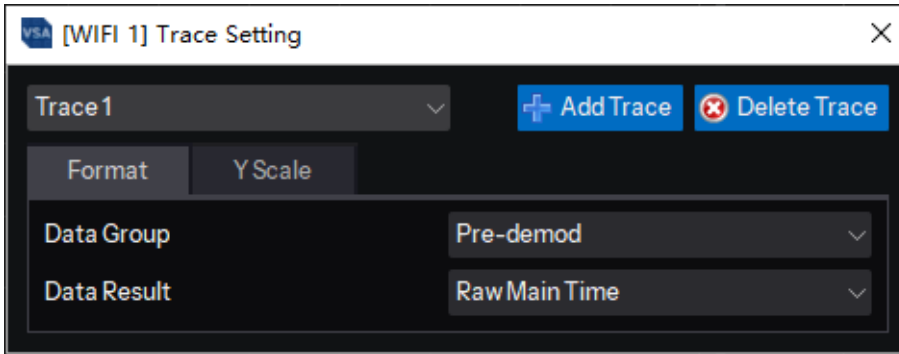 VSA [WIFI 1] Trace Setting
Trace 1 Add Trace Delete Trace
Format Y Scale
Data Group Pre-demod
Data Result Raw Main Time